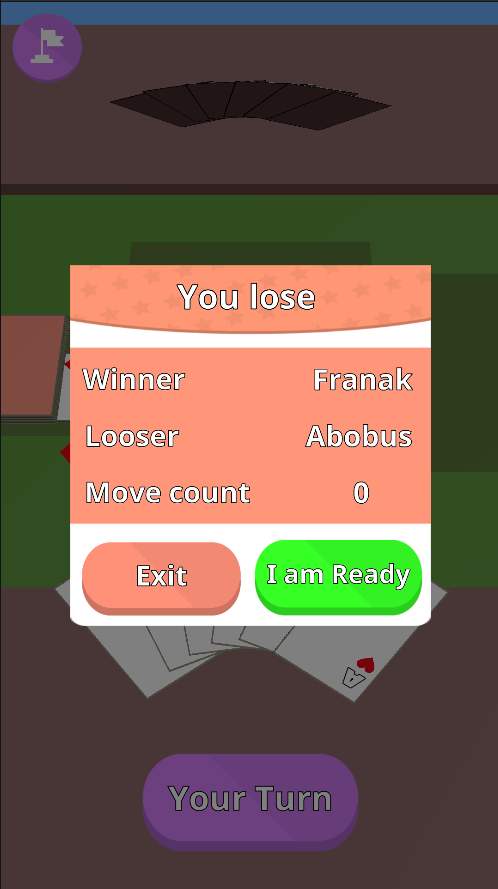 You lose
Winner Franak
Looser Abobus
Move count 0
Exit I am Ready
A
Your Turn